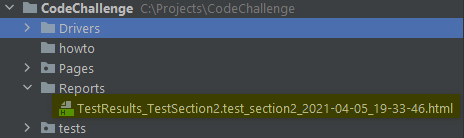 CodeChallenge C:\Projects\CodeChallenge
Drivers
howto
Pages
Reports
TestResults_TestSection2.test_section2_2021-04-05_19-33-46.html
tests